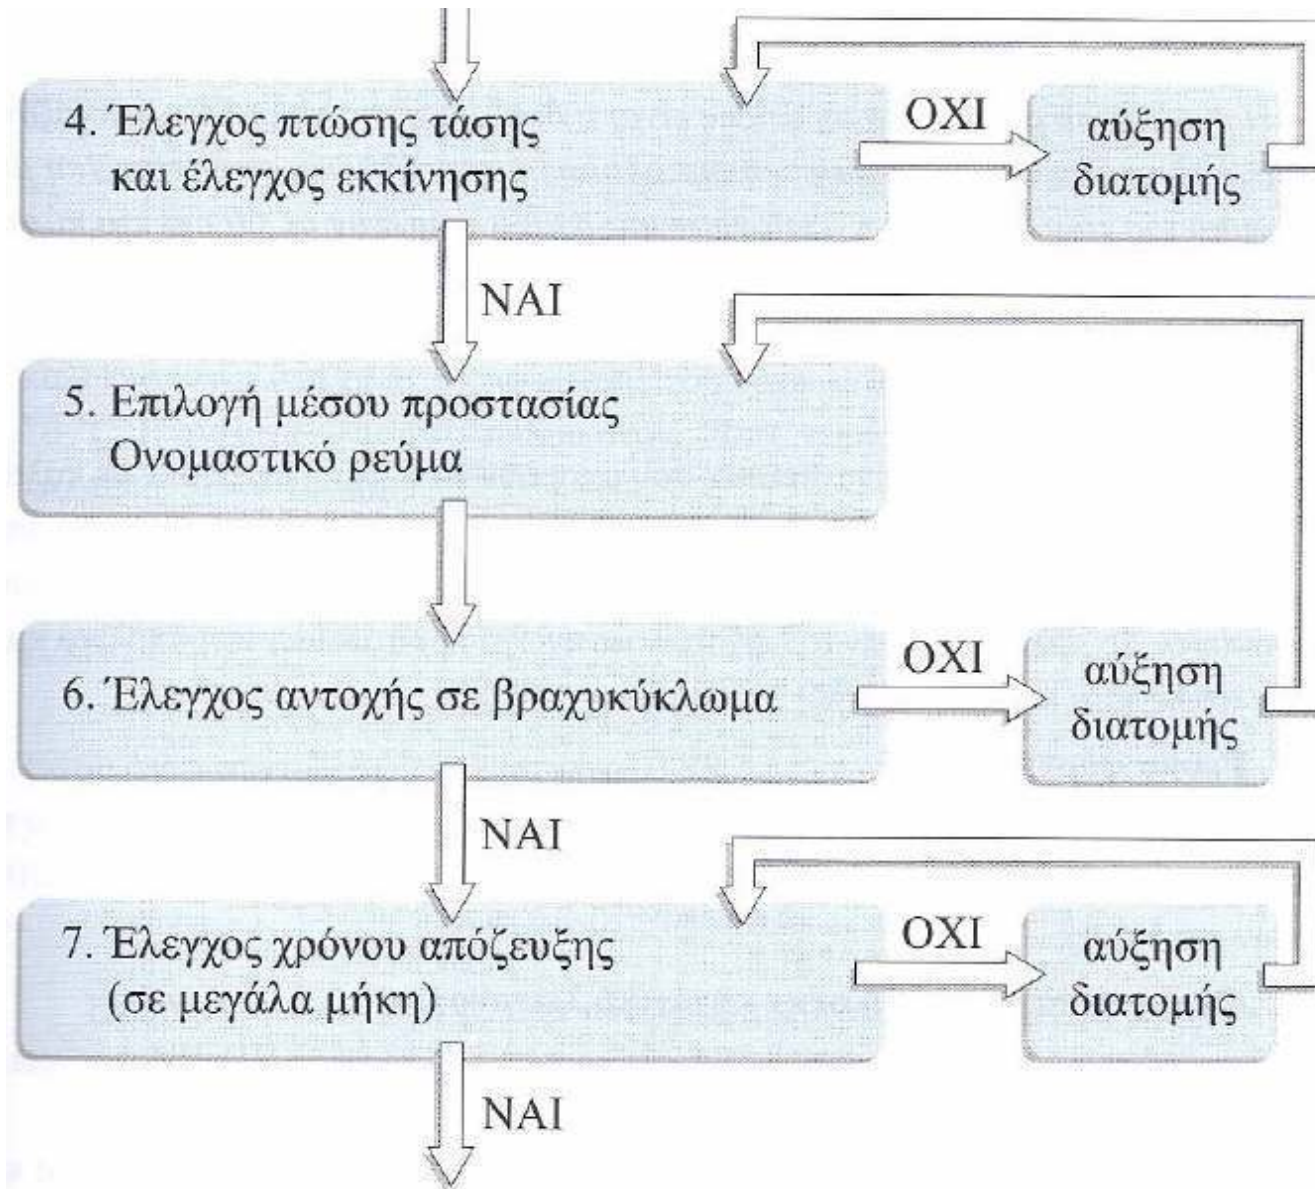 4. Έλεγχος πτώσης τάσης
και έλεγχος εκκίνησης
ΟΧΙ
αύξηση
διατομής
ΝΑΙ
5. Επιλογή μέσου προστασίας
Ονομαστικό ρεύμα
6. Έλεγχος αντοχής σε βραχυκύκλωμα
ΟΧΙ
αύξηση
διατομής
ΝΑΙ
7. Έλεγχος χρόνου απόζευξης
(σε μεγάλα μήκη)
ΟΧΙ
αύξηση
διατομής
ΝΑΙ